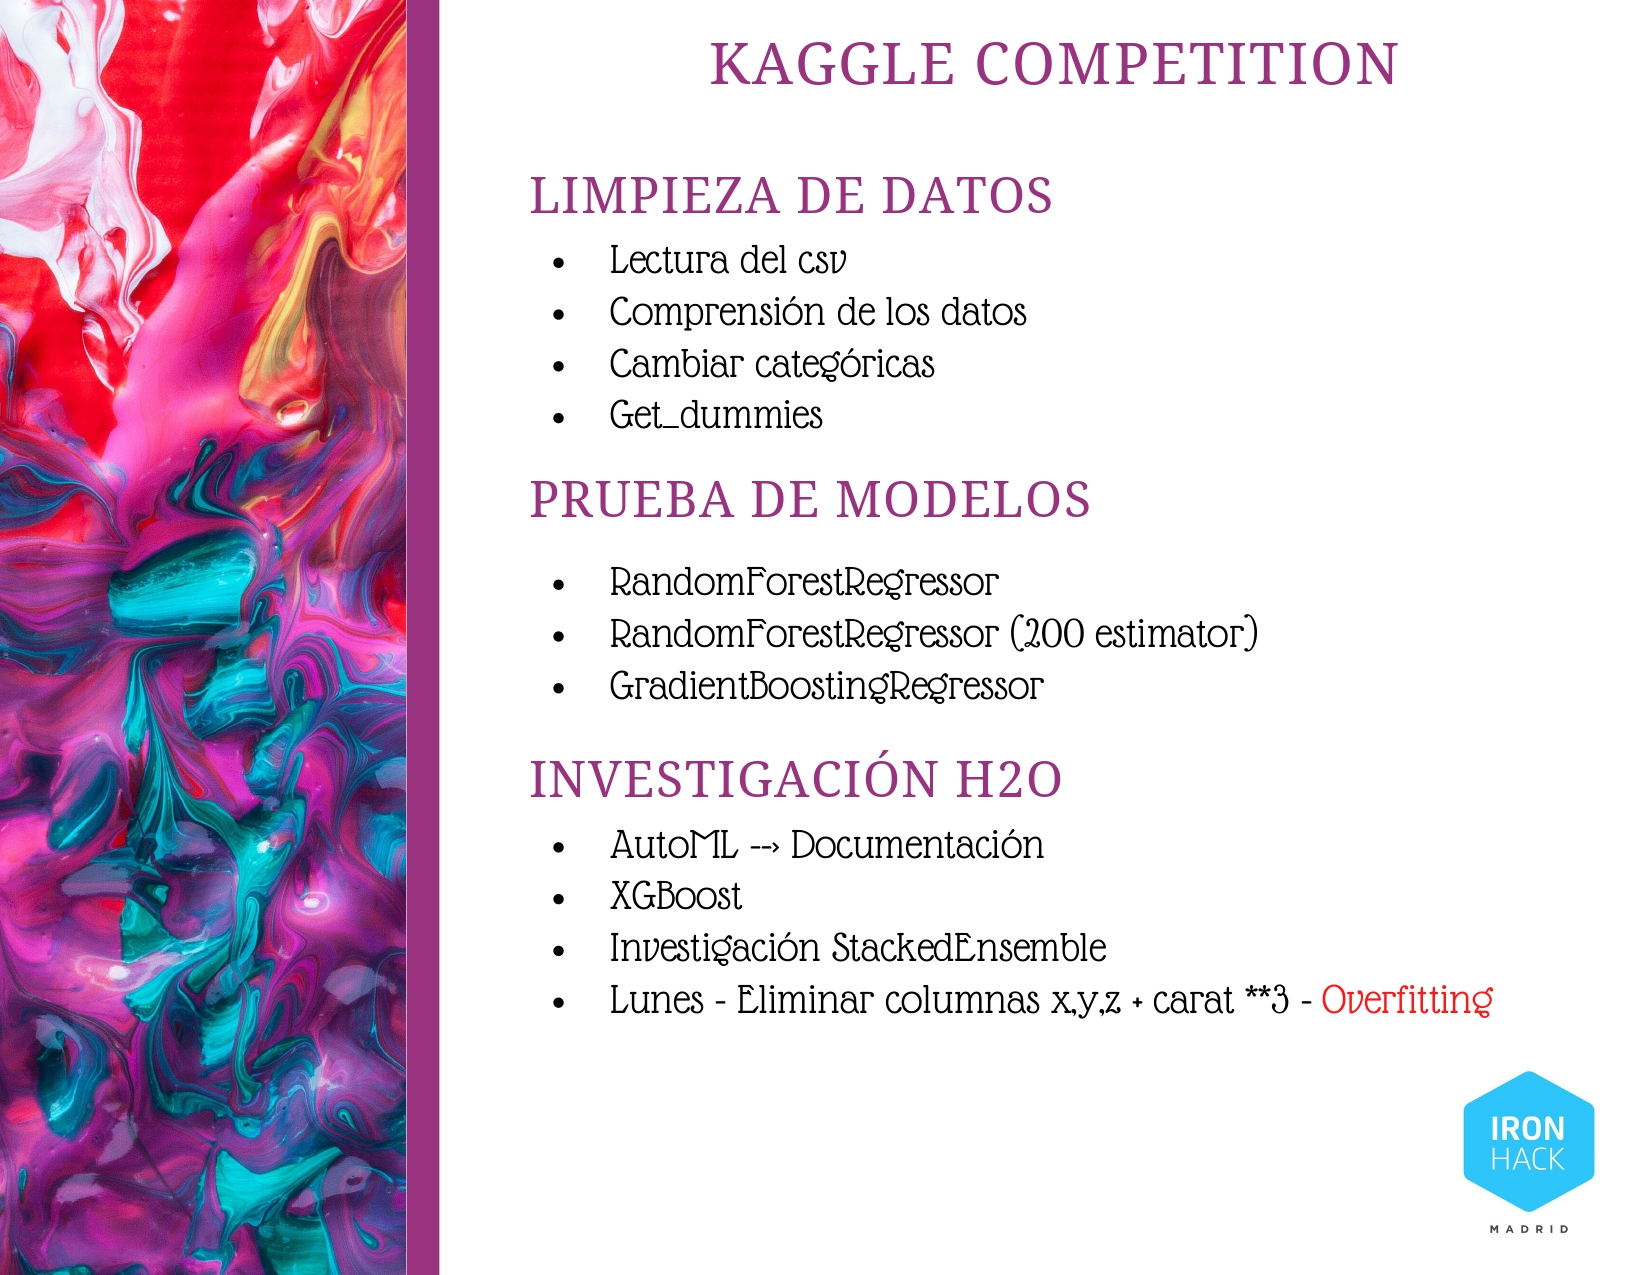 KAGGLE COMPETITION
LIMPIEZA DE DATOS
• Lectura del csv
• Comprensión de los datos
• Cambiar categóricas
• Get_dummies
PRUEBA DE MODELOS
• RandomForestRegressor
• RandomForestRegressor (200 estimator)
• GradientBoostingRegressor
INVESTIGACIÓN H2O
• AutoML --> Documentación
• XGBoost
• Investigación StackedEnsemble
• Lunes - Eliminar columnas x,y,z + carat **3 - Overfitting
IRON
HACK
MADRID